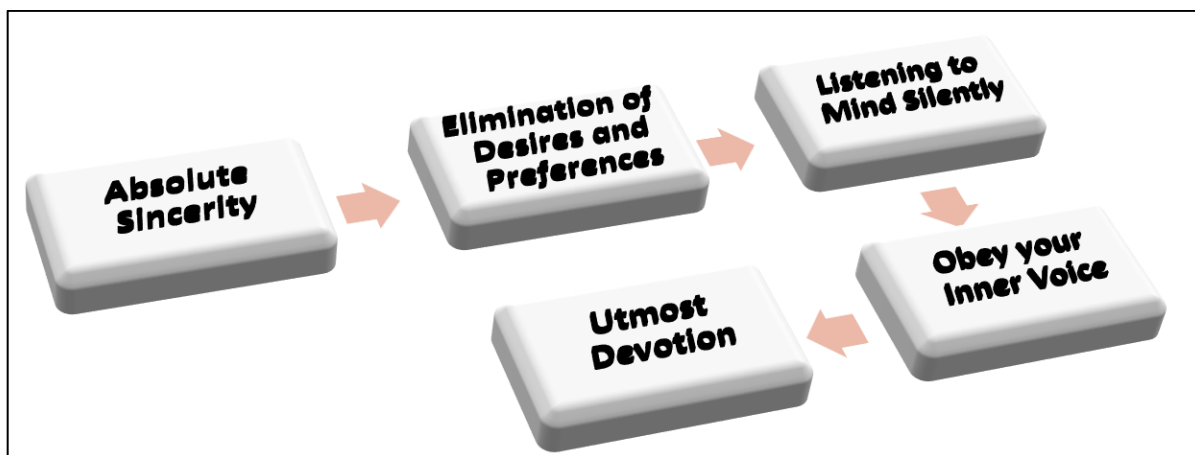 Absolute
Sincerity
Elimination of
Desires and
Preferences
Listening to
Mind Silently
Obey your
Inner Voice
Utmost
Devotion